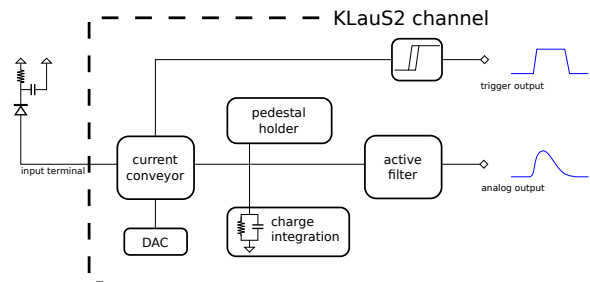 KLauS2 channel
trigger output
pedestal
holder
input terminal
current
conveyor
active
filter
analog output
DAC
charge
integration